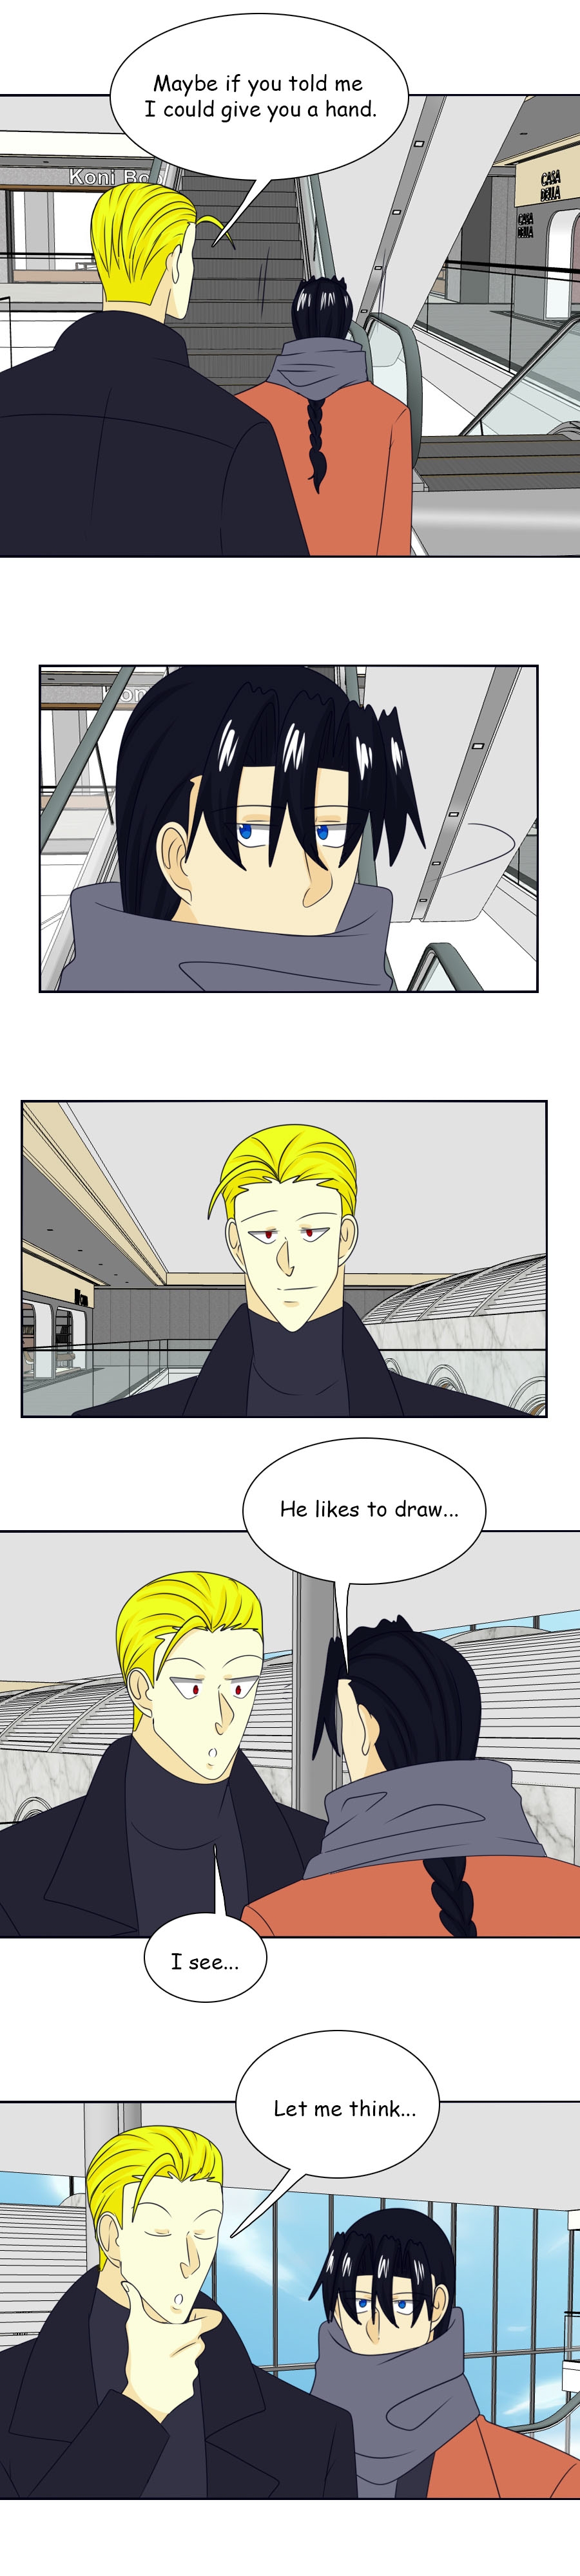 Maybe if you told me
I could give you a hand.
Koni Bo
CASA
DELLA
CASA
DELLA
He likes to draw...
I see...
Let me think...